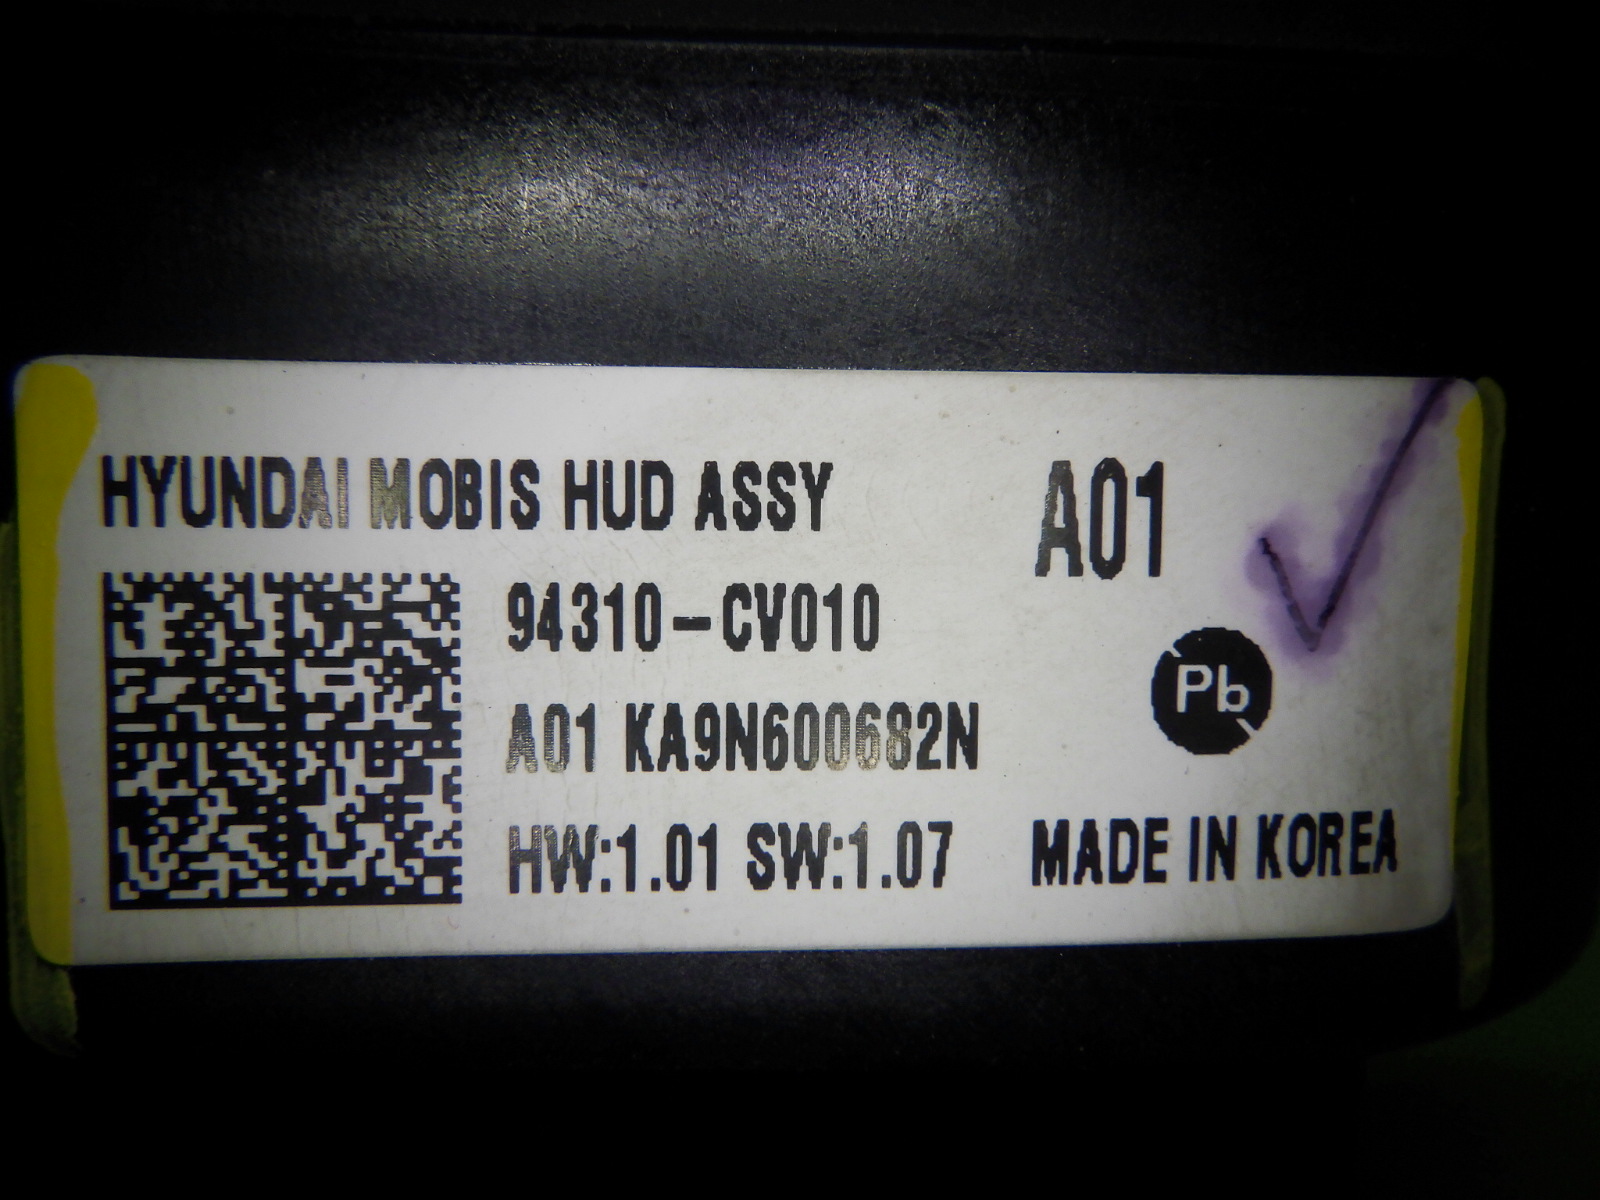 HYUNDAI MOBIS HUD ASSY
A01
94310-CV010
Pb
A01 KA9N600682N
HW:1.01 SW:1.07
MADE IN KOREA